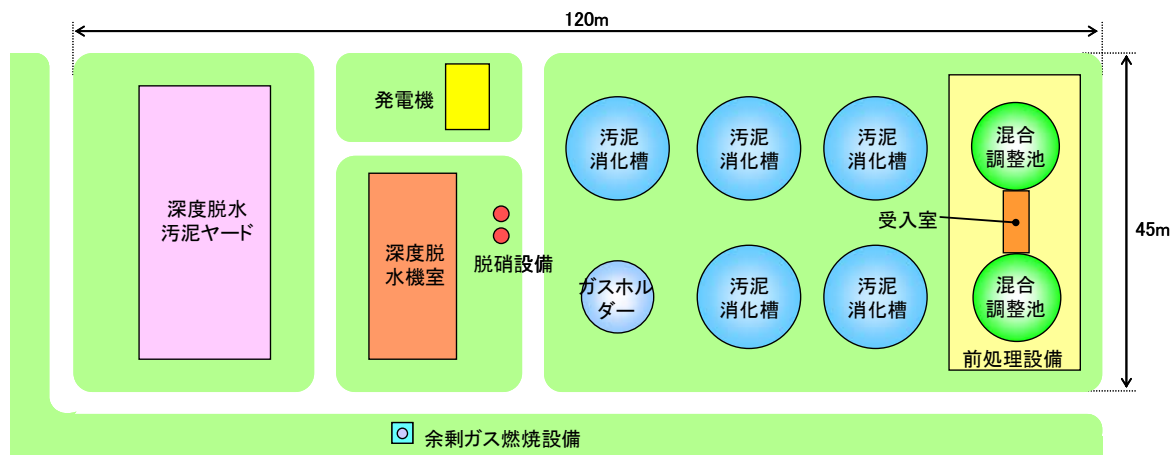 120m
発電機
汚泥
消化槽
汚泥
消化槽
汚泥
消化槽
混合
調整池
深度脱水
汚泥ヤード
受入室
45m
深度脱
水機室
脱硝設備
ガスホル
ダー
汚泥
消化槽
汚泥
消化槽
混合
調整池
前処理設備
余剰ガス燃焼設備